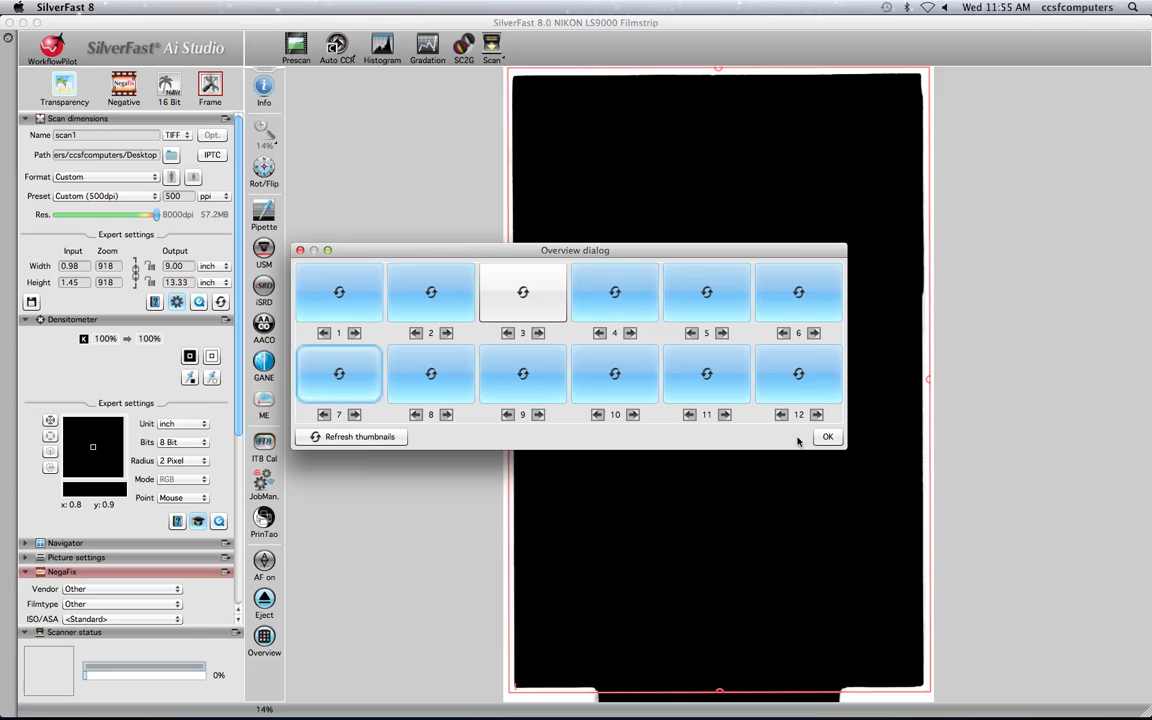 SilverFast 8
Wed 11:55 AM ccsfcomputers
SilverFast 8.0 NIKON LS9000 Filmstrip
WorkflowPilot
SilverFast® Ai Studio
Prescan
Auto CCR
Histogram
Gradation
SC2G
Scan
Transparency
Negative
16 Bit
Frame
NegaFix
16Bit
Scan dimensions
Name scan1 TIFF Opt.
Path ers/ccsfcomputers/Desktop IPTC
Format Custom
Preset Custom (500dpi) 500 ppi
Res. 8000dpi 57.2MB
Expert settings
Input Zoom Output
Width 0.98 918 9.00 inch
Height 1.45 918 13.33 inch
Densitometer
K 100% 100%
Expert settings
Unit inch
Bits 8 Bit
Radius 2 Pixel
Mode RGB
Point Mouse
x: 0.8 y: 0.9
Navigator
Picture settings
NegaFix
Vendor Other
Filmtype Other
ISO/ASA <Standard>
Scanner status
0%
Info
14%
Rot/Flip
Pipette
USM
iSRD
iSRD
AACO
AACO
GANE
ME
IT8
IT8 Cal
JobMan.
PrinTao
AF on
Eject
Overview
14%
Overview dialog
1 2 3 4 5 6
7 8 9 10 11 12
Refresh thumbnails
OK